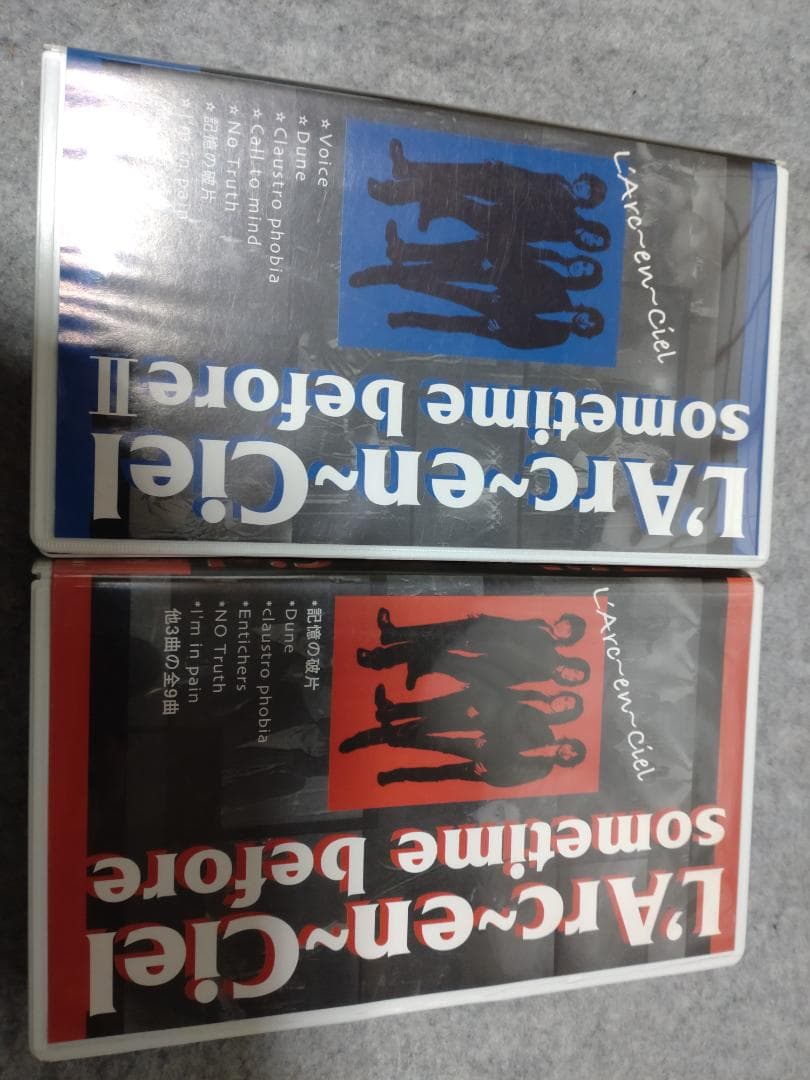 L'Arc~en~Ciel
☆Voice
☆Dune
☆Claustro phobia
☆Call to mind
☆No Truth
☆記憶の破片
☆I'm in pain
L'Arc~en~Ciel
sometime before II
L'Arc~en~ciel
*記憶の破片
*Dune
*claustro phobia
*Entichers
*NO Truth
*I'm in pain
他3曲の全9曲
L'Arc~en~Ciel
sometime before